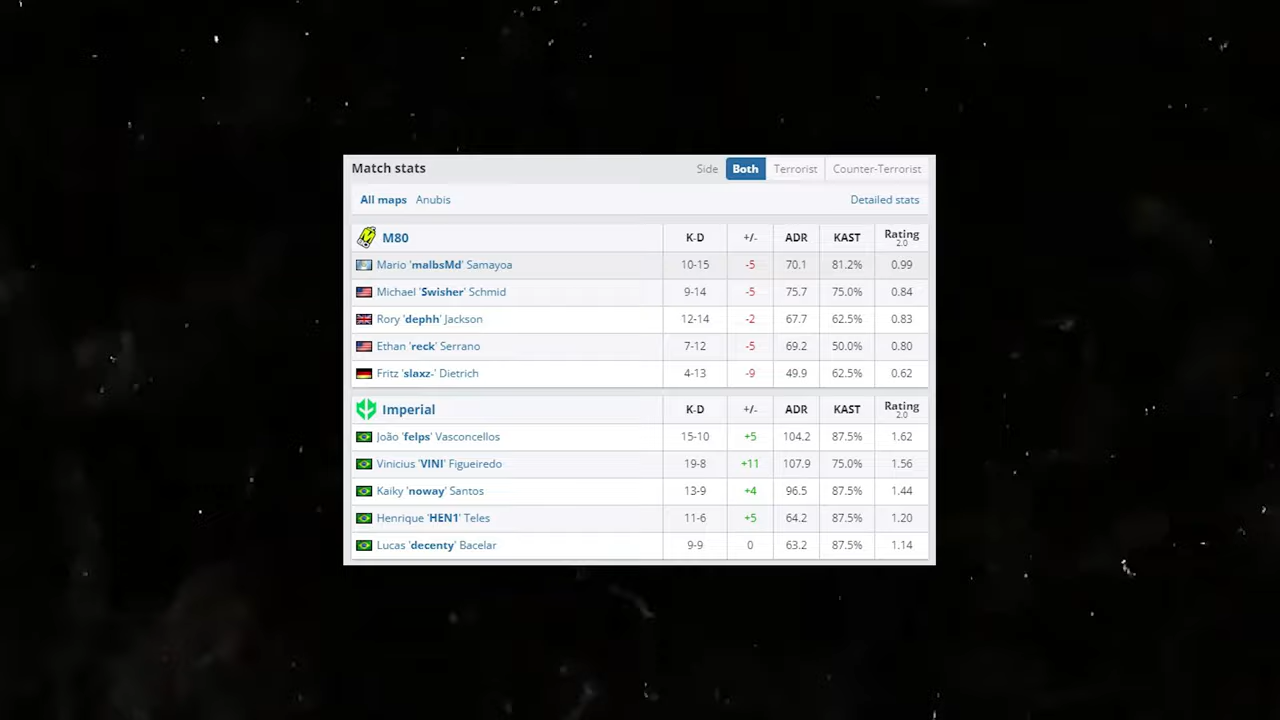 Match stats Side Both Terrorist Counter-Terrorist
All maps Anubis Detailed stats
M80 K-D +/- ADR KAST Rating 2.0
Mario 'malbsMd' Samayoa 10-15 -5 70.1 81.2% 0.99
Michael 'Swisher' Schmid 9-14 -5 75.7 75.0% 0.84
Rory 'dephh' Jackson 12-14 -2 67.7 62.5% 0.83
Ethan 'reck' Serrano 7-12 -5 69.2 50.0% 0.80
Fritz 'slaxz-' Dietrich 4-13 -9 49.9 62.5% 0.62
Imperial K-D +/- ADR KAST Rating 2.0
João 'felps' Vasconcellos 15-10 +5 104.2 87.5% 1.62
Vinicius 'VINI' Figueiredo 19-8 +11 107.9 75.0% 1.56
Kaiky 'noway' Santos 13-9 +4 96.5 87.5% 1.44
Henrique 'HEN1' Teles 11-6 +5 64.2 87.5% 1.20
Lucas 'decenty' Bacelar 9-9 0 63.2 87.5% 1.14